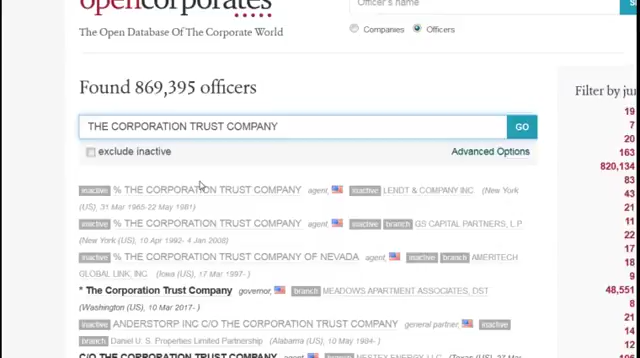 opencorporates
The Open Database Of The Corporate World
Officer's name
Companies Officers
Found 869,395 officers
Filter by
THE CORPORATION TRUST COMPANY GO
exclude inactive Advanced Options
inactive % THE CORPORATION TRUST COMPANY agent, inactive LENDT & COMPANY INC. (New York
(US), 31 Mar 1965-22 May 1981)
inactive % THE CORPORATION TRUST COMPANY agent, inactive branch GS CAPITAL PARTNERS, L.P
(New York (US), 10 Apr 1992- 4 Jan 2008)
inactive % THE CORPORATION TRUST COMPANY OF NEVADA agent, inactive branch AMERITECH
GLOBAL LINK, INC. (Iowa (US), 17 Mar 1997- )
* The Corporation Trust Company governor, branch MEADOWS APARTMENT ASSOCIATES, DST
(Washington (US), 10 Mar 2017- )
inactive ANDERSTORP INC C/O THE CORPORATION TRUST COMPANY general partner, inactive
branch Daniel U. S. Properties Limited Partnership (Alabama (US), 10 May 1984- )
C/O THE CORPORATION TRUST COMPANY agent, branch
19
7
20
163
820,134
83
43
21
11
22
17
18
9
48,551
8
21
14
12